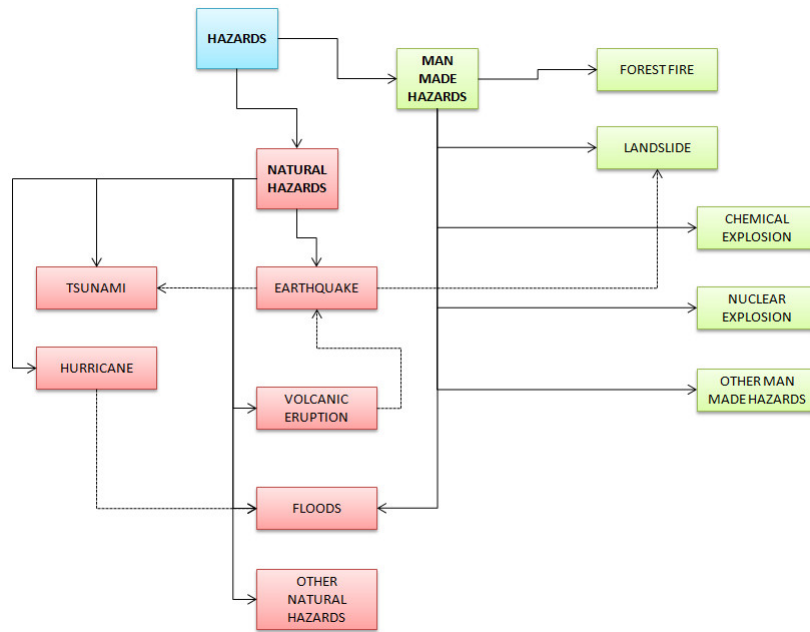 HAZARDS
MAN
MADE
HAZARDS
FOREST FIRE
LANDSLIDE
NATURAL
HAZARDS
CHEMICAL
EXPLOSION
TSUNAMI
EARTHQUAKE
NUCLEAR
EXPLOSION
HURRICANE
OTHER MAN
MADE HAZARDS
VOLCANIC
ERUPTION
FLOODS
OTHER
NATURAL
HAZARDS